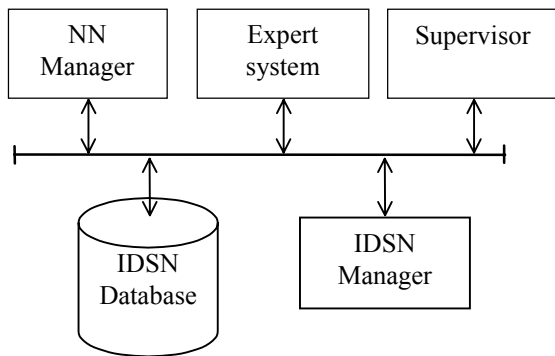 NN
Manager
Expert
system
Supervisor
IDSN
Database
IDSN
Manager